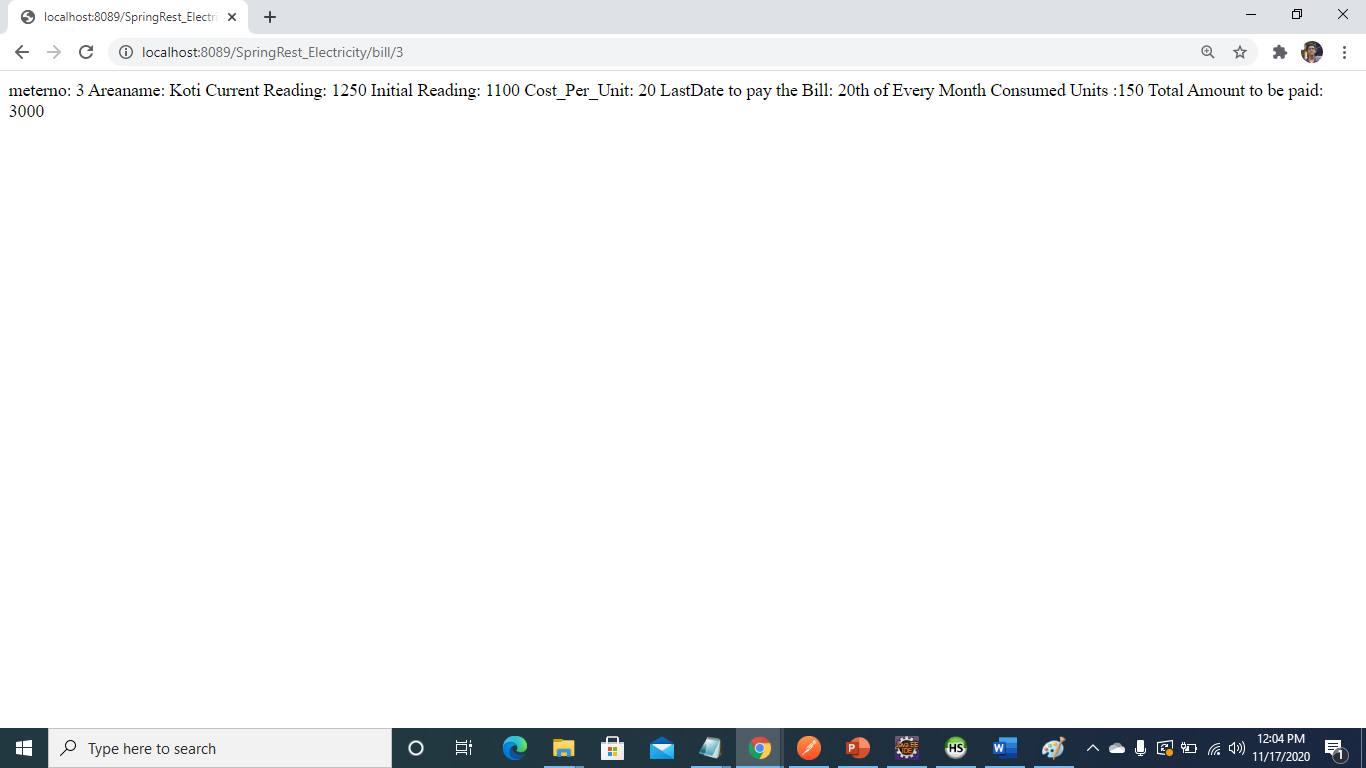 localhost:8089/SpringRest_Electri
localhost:8089/SpringRest_Electricity/bill/3
meterno: 3 Areaname: Koti Current Reading: 1250 Initial Reading: 1100 Cost_Per_Unit: 20 LastDate to pay the Bill: 20th of Every Month Consumed Units :150 Total Amount to be paid:
3000
Type here to search
HS
12:04 PM
11/17/2020
1